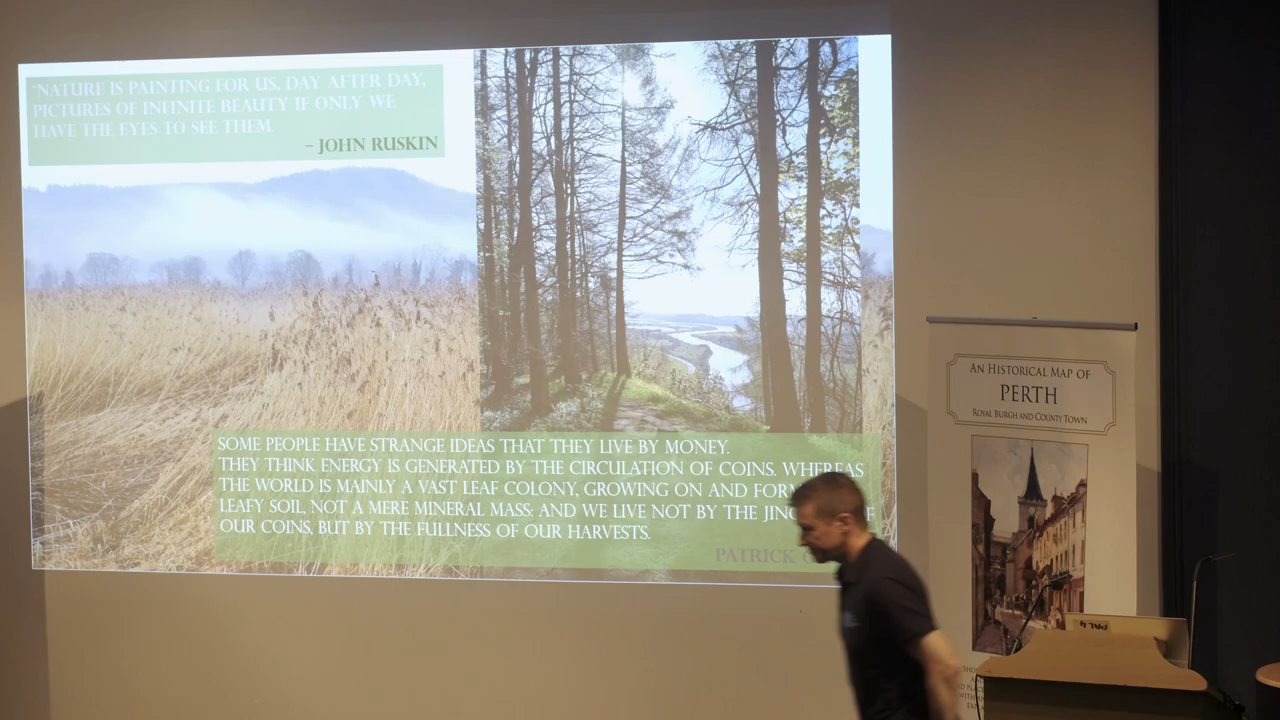 "NATURE IS PAINTING FOR US, DAY AFTER DAY,
PICTURES OF INFINITE BEAUTY IF ONLY WE
HAVE THE EYES TO SEE THEM.
– JOHN RUSKIN
SOME PEOPLE HAVE STRANGE IDEAS THAT THEY LIVE BY MONEY.
THEY THINK ENERGY IS GENERATED BY THE CIRCULATION OF COINS. WHEREAS
THE WORLD IS MAINLY A VAST LEAF COLONY, GROWING ON AND
LEAFY SOIL, NOT A MERE MINERAL MASS: AND WE LIVE NOT BY THE
OUR COINS, BUT BY THE FULLNESS OF OUR HARVESTS.
PATRICK
AN HISTORICAL MAP OF
PERTH
ROYAL BURGH AND COUNTY TOWN
PAL 4